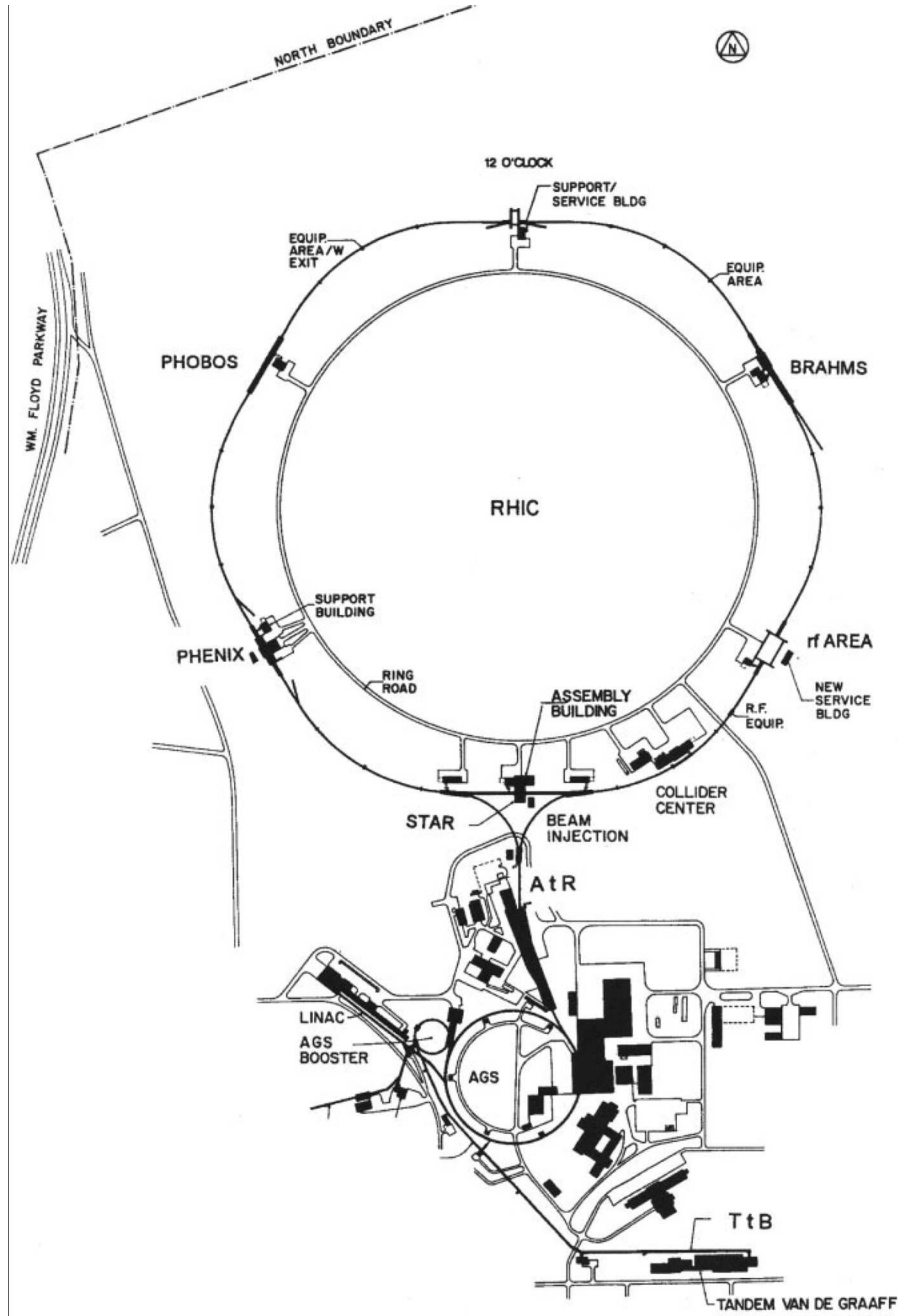 NORTH BOUNDARY
N
12 O'CLOCK
SUPPORT/
SERVICE BLDG
EQUIP.
AREA/W
EXIT
EQUIP.
AREA
WM. FLOYD PARKWAY
PHOBOS
BRAHMS
RHIC
SUPPORT
BUILDING
PHENIX
rf AREA
RING
ROAD
NEW
SERVICE
BLDG
ASSEMBLY
BUILDING
R.F.
EQUIP.
COLLIDER
CENTER
STAR
BEAM
INJECTION
AtR
LINAC
AGS
BOOSTER
AGS
TtB
TANDEM VAN DE GRAAFF